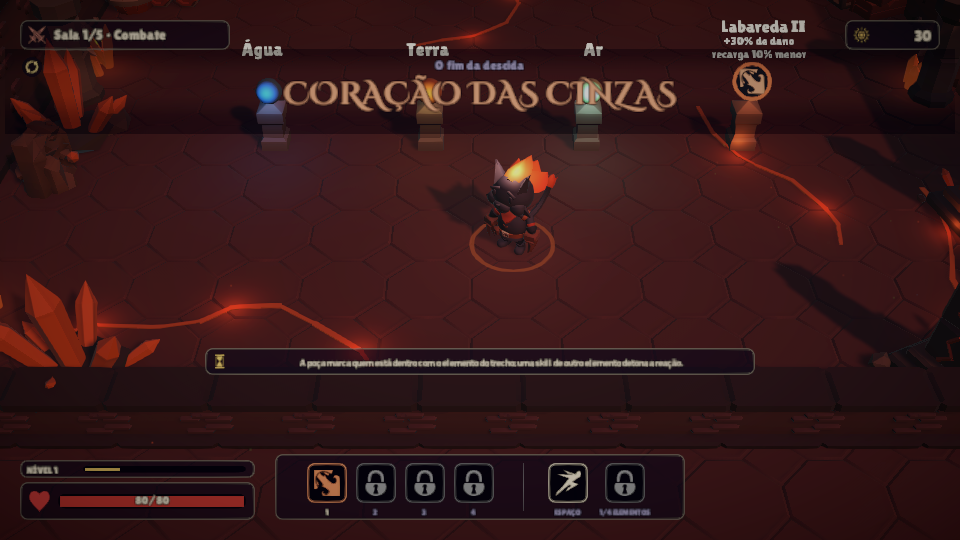 Sala 1/5 - Combate
Água
Terra
Ar
Labareda II
+30% de dano
recarga 10% menor
30
O fim da descida
CORAÇÃO DAS CINZAS
A poça marca quem está dentro com o elemento do trecho; uma skill de outro elemento detona a reação.
NÍVEL 1
80/80
1
2
3
4
ESPAÇO
1/4 ELEMENTOS